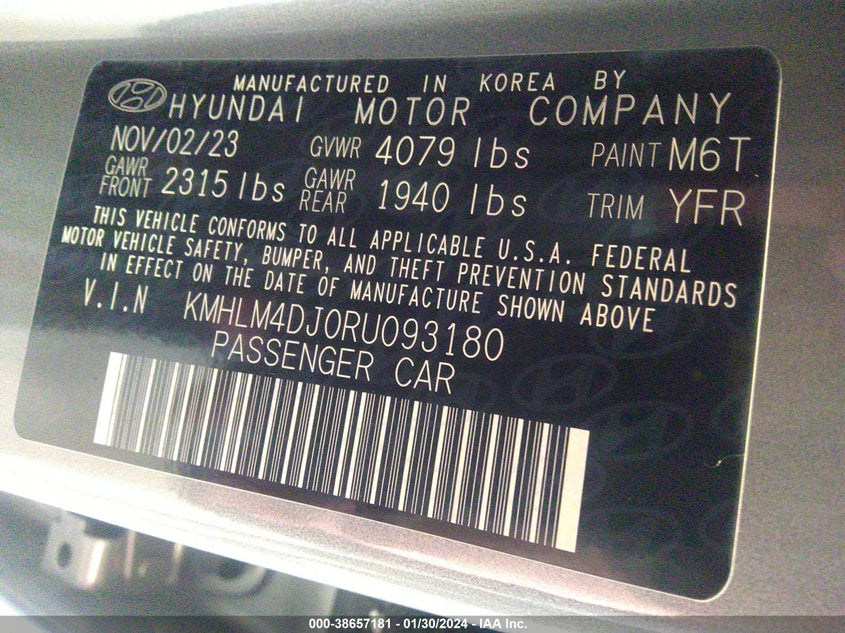 MANUFACTURED IN KOREA BY
HYUNDAI MOTOR COMPANY
NOV/02/23 GVWR 4079 lbs PAINT M6T
GAWR FRONT 2315 lbs GAWR REAR 1940 lbs TRIM YFR
THIS VEHICLE CONFORMS TO ALL APPLICABLE U.S.A. FEDERAL
MOTOR VEHICLE SAFETY, BUMPER, AND THEFT PREVENTION STANDARDS
IN EFFECT ON THE DATE OF MANUFACTURE SHOWN ABOVE
V.I.N KMHLM4DJ0RU093180
PASSENGER CAR
000-38657181 - 01/30/2024 - IAA Inc.